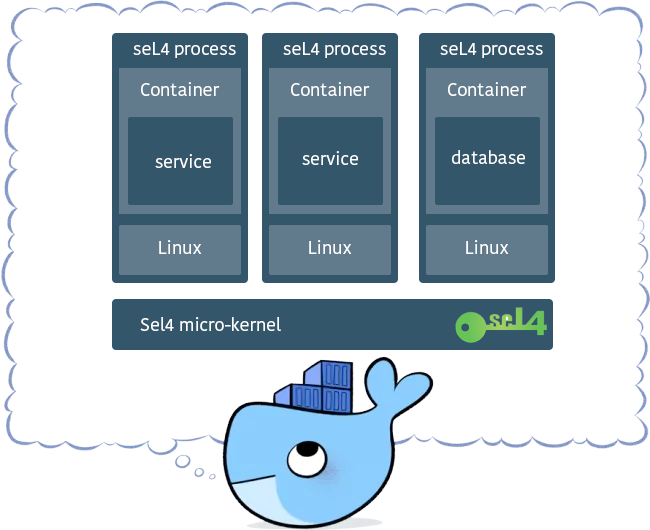 seL4 process seL4 process seL4 process
Container Container Container
service service database
Linux Linux Linux
Sel4 micro-kernel
seL4